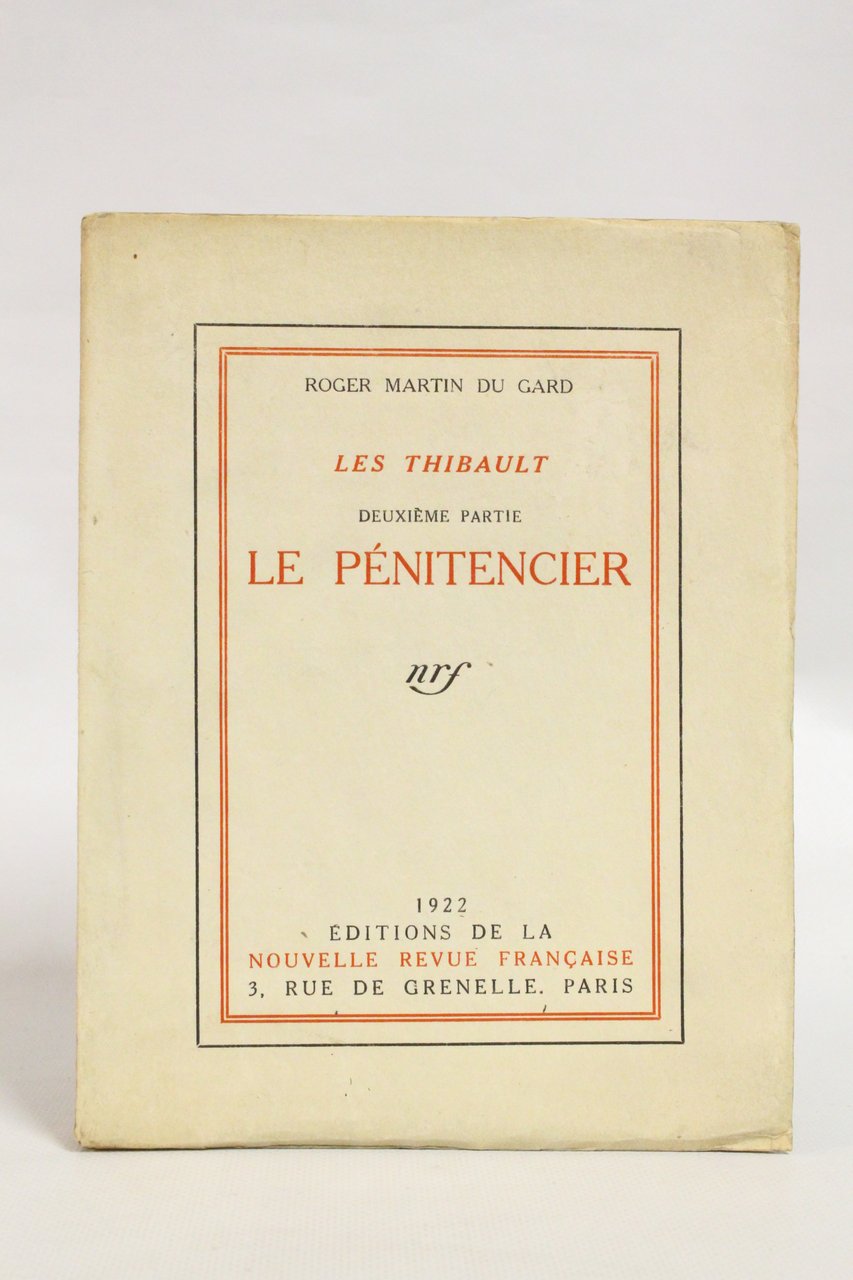 ROGER MARTIN DU GARD
LES THIBAULT
DEUXIÈME PARTIE
LE PÉNITENCIER
nrf
1922
ÉDITIONS DE LA
NOUVELLE REVUE FRANÇAISE
3, RUE DE GRENELLE. PARIS